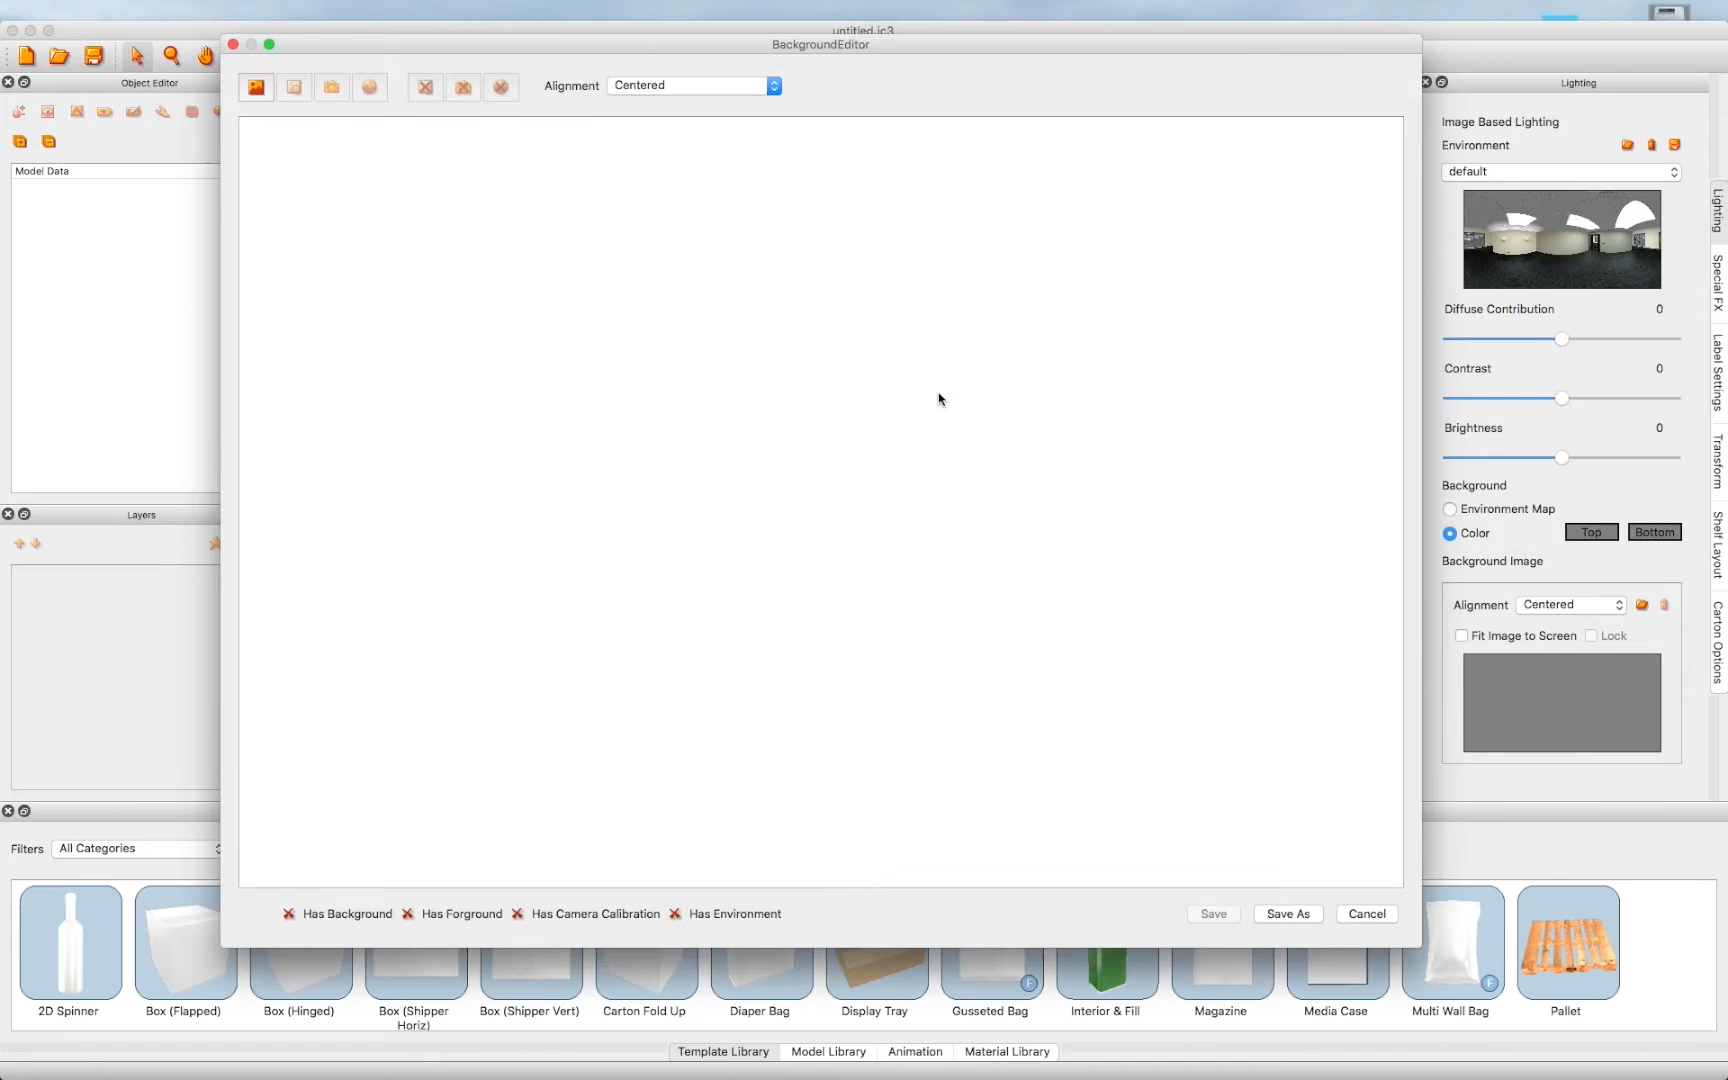 untitled.ic3
BackgroundEditor
Alignment Centered
Object Editor
Model Data
Layers
Filters All Categories
Has Background Has Forground Has Camera Calibration Has Environment
Save Save As Cancel
Lighting
Image Based Lighting
Environment
default
Diffuse Contribution 0
Contrast 0
Brightness 0
Background
Environment Map
Color Top Bottom
Background Image
Alignment Centered
Fit Image to Screen Lock
Lighting
Special FX
Label Settings
Transform
Shelf Layout
Carton Options
F F
2D Spinner Box (Flapped) Box (Hinged) Box (Shipper Box (Shipper Vert) Carton Fold Up Diaper Bag Display Tray Gusseted Bag Interior & Fill Magazine Media Case Multi Wall Bag Pallet
Horiz)
Template Library Model Library Animation Material Library